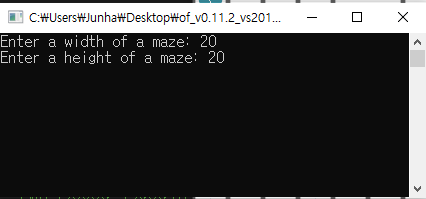 C:₩Users₩Junha₩Desktop₩of_v0.11.2_vs201...
Enter a width of a maze: 20
Enter a height of a maze: 20